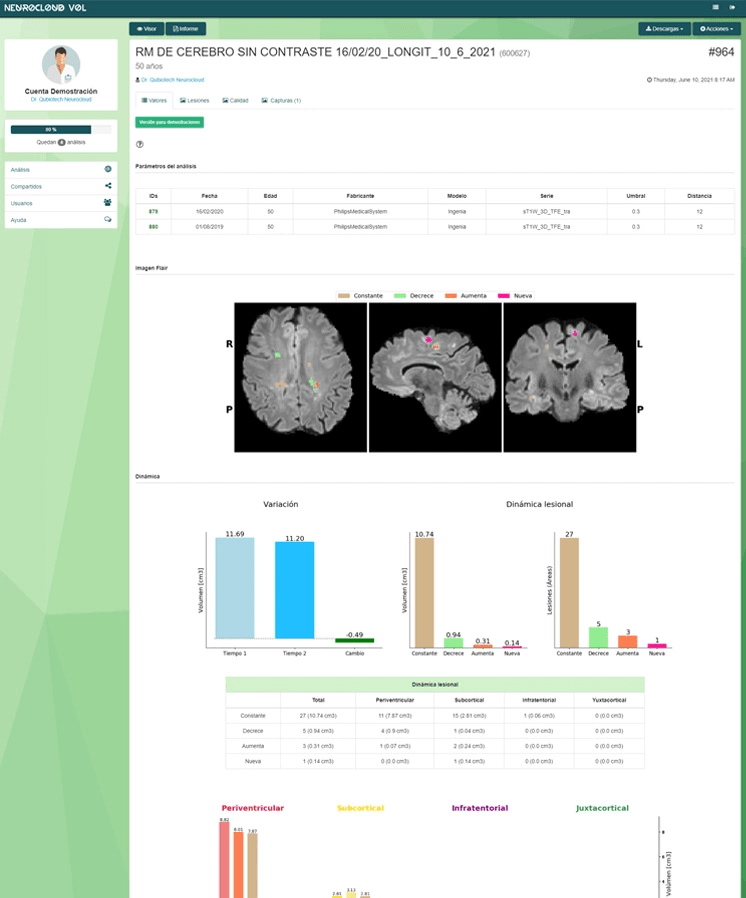 NEUROCLOUD VOL
Visor
Informe
Descargas
Acciones
RM DE CEREBRO SIN CONTRASTE 16/02/20_LONGIT_10_6_2021 (600627)
#964
50 años
Dr. Qubiotech Neurocloud
Thursday, June 10, 2021 8:17 AM
Cuenta Demostración
Dr. Qubiotech Neurocloud
80 %
Quedan 4 análisis
Análisis
Compartidos
Usuarios
Ayuda
Valores
Lesiones
Calidad
Capturas (1)
Versión para demostraciones
Parámetros del análisis
IDs Fecha Edad Fabricante Modelo Serie Umbral Distancia
879 16/02/2020 50 PhilipsMedicalSystem Ingenia sT1W_3D_TFE_tra 0.3 12
880 01/08/2019 50 PhilipsMedicalSystem Ingenia sT1W_3D_TFE_tra 0.3 12
Imagen Flair
Constante Decrece Aumenta Nueva
R L
P P
Dinámica
Variación
Dinámica lesional
Volumen [cm3]
11.69
11.20
-0.49
Tiempo 1 Tiempo 2 Cambio
Volumen [cm3]
10.74
0.94
0.31
0.14
Constante Decrece Aumenta Nueva
Lesiones (Áreas)
27
5
3
1
Constante Decrece Aumenta Nueva
Dinámica lesional
Total Periventricular Subcortical Infratentorial Yuxtacortical
Constante 27 (10.74 cm3) 11 (7.87 cm3) 15 (2.81 cm3) 1 (0.06 cm3) 0 (0.0 cm3)
Decrece 5 (0.94 cm3) 4 (0.9 cm3) 1 (0.04 cm3) 0 (0.0 cm3) 0 (0.0 cm3)
Aumenta 3 (0.31 cm3) 1 (0.07 cm3) 2 (0.24 cm3) 0 (0.0 cm3) 0 (0.0 cm3)
Nueva 1 (0.14 cm3) 0 (0.0 cm3) 1 (0.14 cm3) 0 (0.0 cm3) 0 (0.0 cm3)
Periventricular
Subcortical
Infratentorial
Juxtacortical
8.82
8.01
7.87
2.81
3.13
2.81
8
6
4
Volumen [cm3]